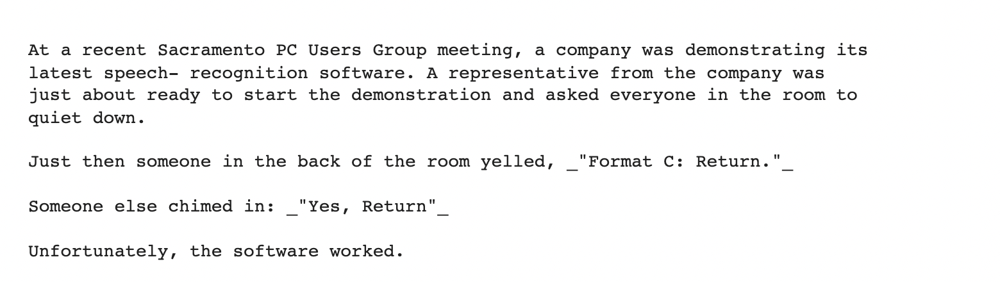 At a recent Sacramento PC Users Group meeting, a company was demonstrating its
latest speech- recognition software. A representative from the company was
just about ready to start the demonstration and asked everyone in the room to
quiet down.
Just then someone in the back of the room yelled, _"Format C: Return."_
Someone else chimed in: _"Yes, Return"_
Unfortunately, the software worked.